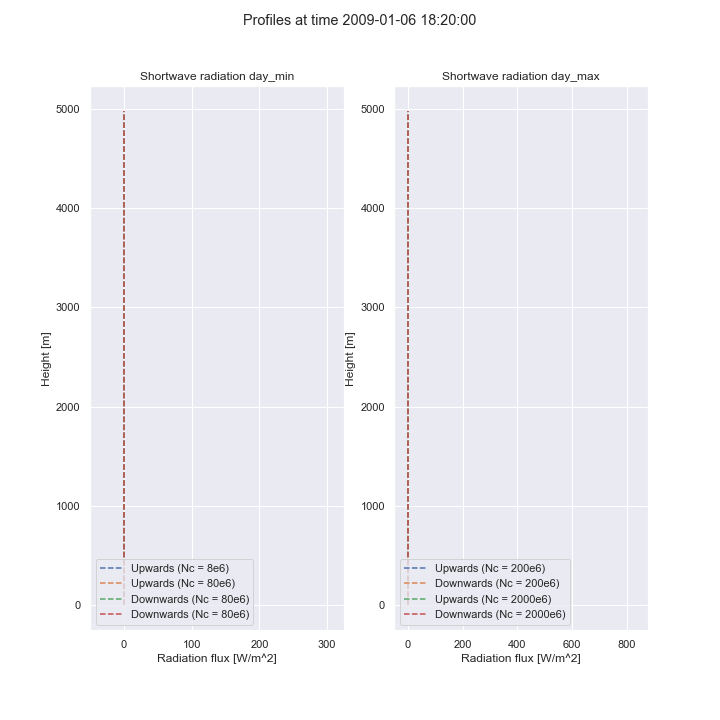 Profiles at time 2009-01-06 18:20:00
Shortwave radiation day_min
5000
4000
3000
2000
1000
0
Height [m]
Upwards (Nc = 8e6)
Upwards (Nc = 80e6)
Downwards (Nc = 80e6)
Downwards (Nc = 80e6)
0 100 200 300
Radiation flux [W/m^2]
Shortwave radiation day_max
5000
4000
3000
2000
1000
0
Height [m]
Upwards (Nc = 200e6)
Downwards (Nc = 200e6)
Upwards (Nc = 2000e6)
Downwards (Nc = 2000e6)
0 200 400 600 800
Radiation flux [W/m^2]